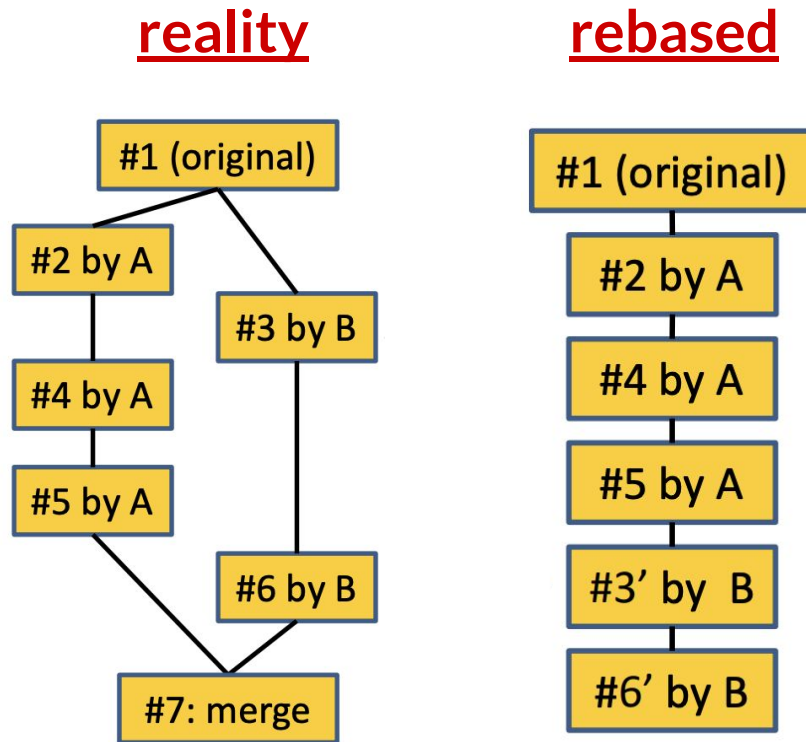 reality
#1 (original)
#2 by A
#3 by B
#4 by A
#5 by A
#6 by B
#7: merge
rebased
#1 (original)
#2 by A
#4 by A
#5 by A
#3’ by B
#6’ by B